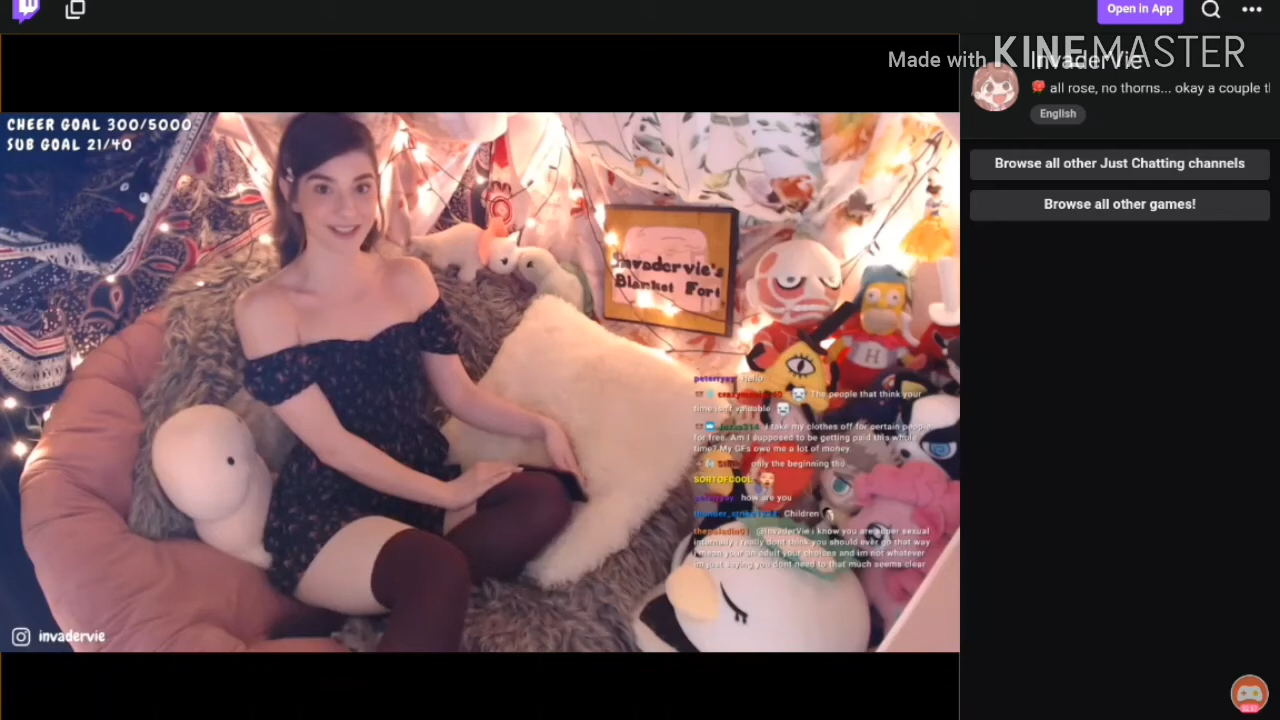 Open in App
Made with KINEMASTER
InvaderVie
all rose, no thorns... okay a couple t
English
Browse all other Just Chatting channels
Browse all other games!
CHEER GOAL 300/5000
SUB GOAL 21/40
Invadervie's
Blanket Fort
H
Hello
The people that think your
time isn't valuable
I take my clothes off for certain people
for free. Am I supposed to be getting paid this whole
time? My GFs owe me a lot of money.
only the beginning tho
SORTOFCOOL
how are you
Children
@InvaderVie i know you are super sexual
internally i really dont think you should ever go that way
i mean your an adult your choices and im not whatever
im just saying you dont need to that much seems clear
invadervie